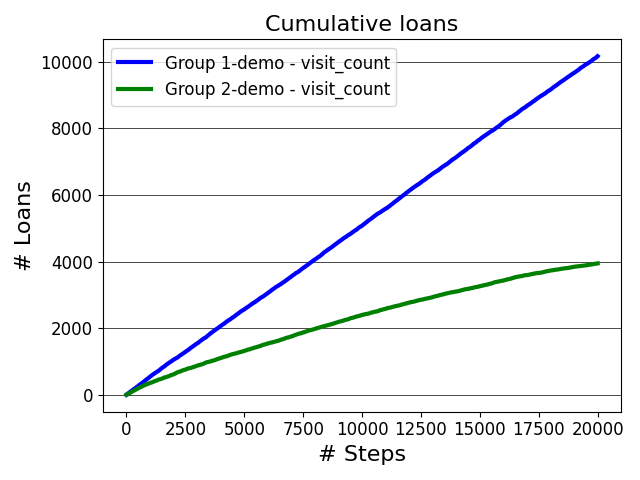 Cumulative loans
Group 1-demo - visit_count
Group 2-demo - visit_count
# Loans
10000
8000
6000
4000
2000
0
0 2500 5000 7500 10000 12500 15000 17500 20000
# Steps